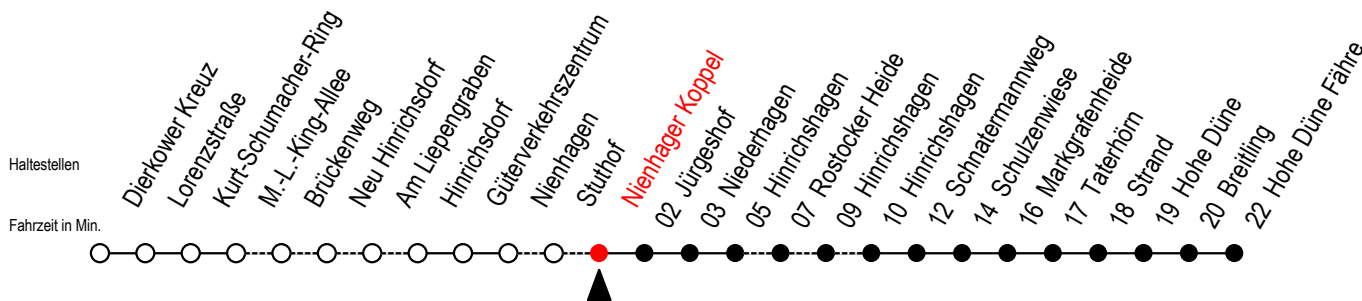 Haltestellen
Fahrzeit in Min.
Dierkower Kreuz
Lorenzstraße
Kurt-Schumacher-Ring
M.-L.-King-Allee
Brückenweg
Neu Hinrichsdorf
Am Liepengraben
Hinrichsdorf
Güterverkehrszentrum
Nienhagen
Stuthof
Nienhager Koppel
02 Jürgeshof
03 Niederhagen
05 Hinrichshagen
07 Rostocker Heide
09 Hinrichshagen
10 Hinrichshagen
12 Schnatermannweg
14 Schulzenwiese
16 Markgrafenheide
17 Taterhörn
18 Strand
19 Hohe Düne
20 Breitling
22 Hohe Düne Fähre